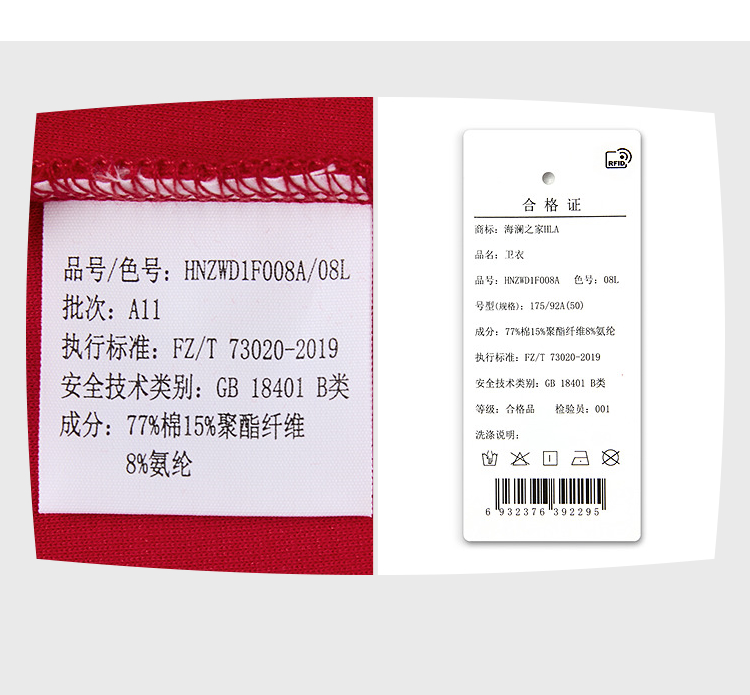 品号/色号：HNZWD1F008A/08L
批次：A11
执行标准：FZ/T 73020-2019
安全技术类别：GB 18401 B类
成分：77%棉15%聚酯纤维
8%氨纶
RFID
合格证
商标：海澜之家HLA
品名：卫衣
品号：HNZWD1F008A 色号：08L
号型(规格)：175/92A(50)
成分：77%棉15%聚酯纤维8%氨纶
执行标准：FZ/T 73020-2019
安全技术类别：GB 18401 B类
等级：合格品 检验员：001
洗涤说明：
6 932376 392295